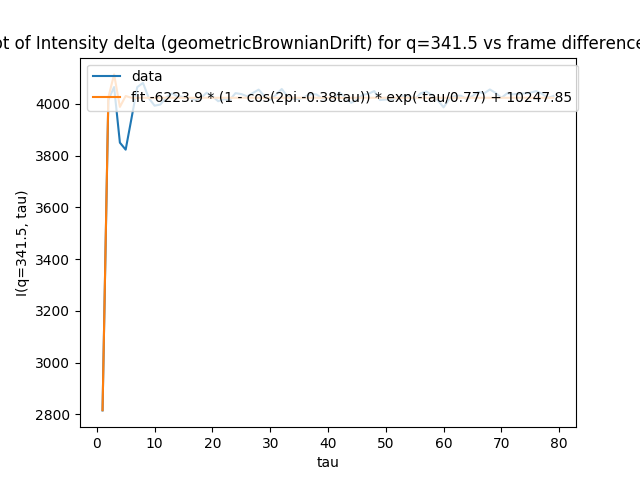 ot of Intensity delta (geometricBrownianDrift) for q=341.5 vs frame difference
data
fit -6223.9 * (1 - cos(2pi.-0.38tau)) * exp(-tau/0.77) + 10247.85
4000
3800
3600
3400
3200
3000
2800
I(q=341.5, tau)
0 10 20 30 40 50 60 70 80
tau